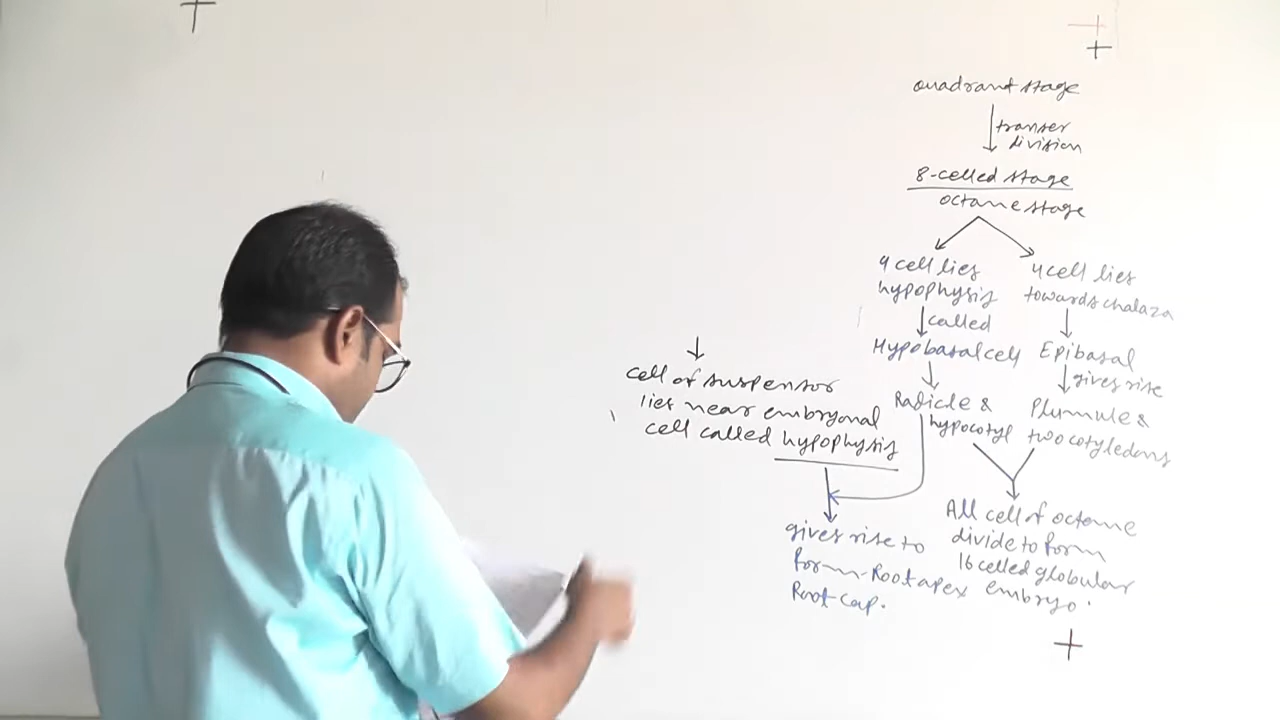 quadrant stage
transer
division
8-celled stage
octane stage
4 cell lies
hypophysis
called
Hypobasal cell
Radicle &
hypocotyl
4 cell lies
towards chalaza
Epibasal
gives rise
Plumule &
two cotyledons
cell of suspensor
lies near embryonal
cell called hypophysis
gives rise to
form Root apex
Root cap.
All cell of octane
divide to form
16 celled globular
embryo.